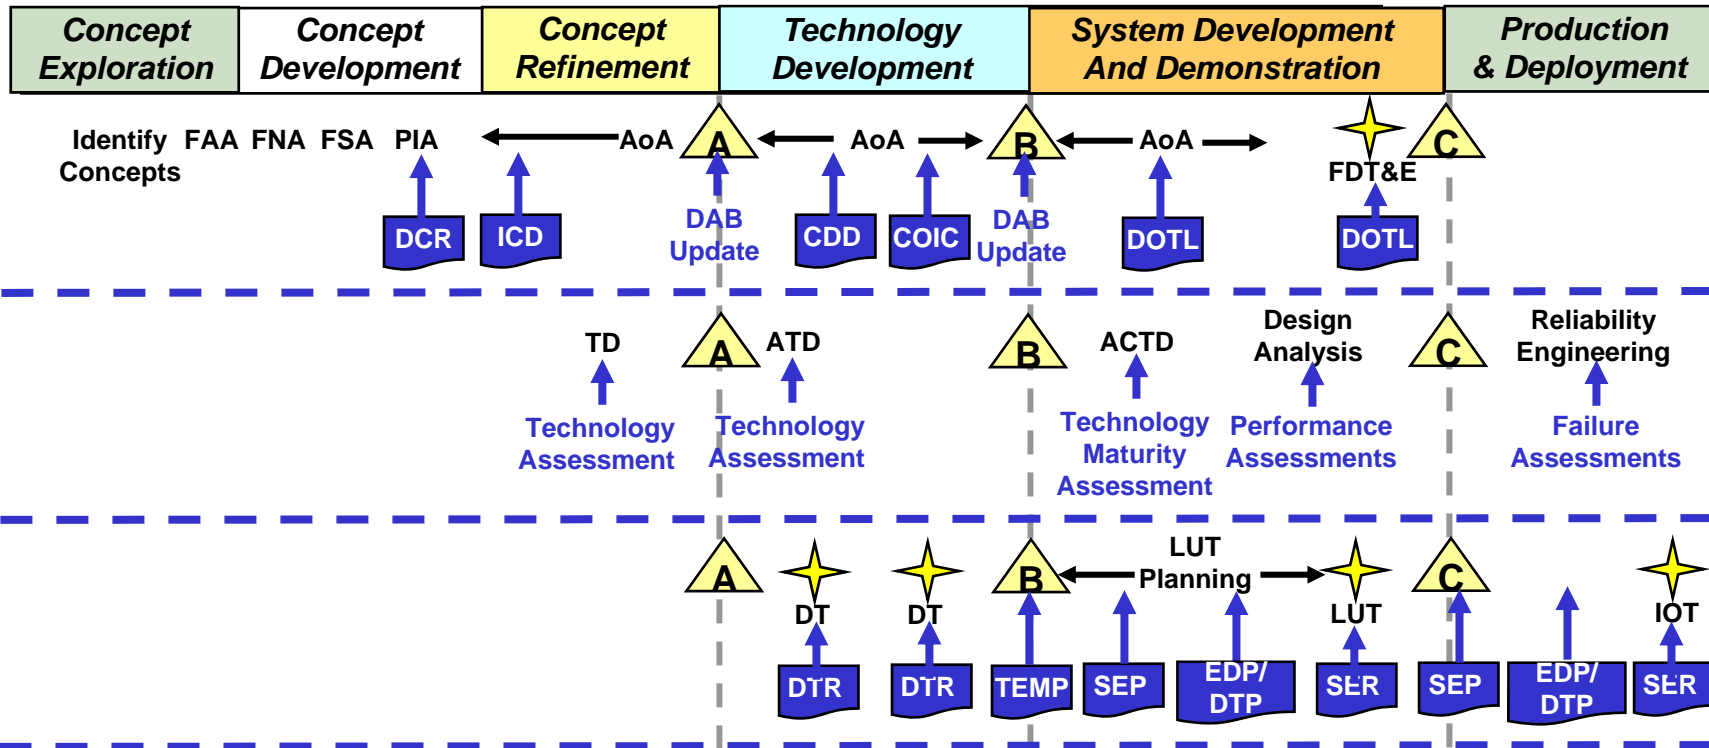 Concept
Exploration
Concept
Development
Concept
Refinement
Technology
Development
System Development
And Demonstration
Production
& Deployment
Identify
Concepts
FAA FNA FSA PIA
AoA
A
AoA
B
AoA
FDT&E
C
DCR
ICD
DAB
Update
CDD
COIC
DAB
Update
DOTL
DOTL
TD
A
ATD
B
ACTD
Design
Analysis
C
Reliability
Engineering
Technology
Assessment
Technology
Assessment
Technology
Maturity
Assessment
Performance
Assessments
Failure
Assessments
A
DT
DT
B
LUT
Planning
LUT
C
IOT
DTR
DTR
TEMP
SEP
EDP/
DTP
SER
SEP
EDP/
DTP
SER